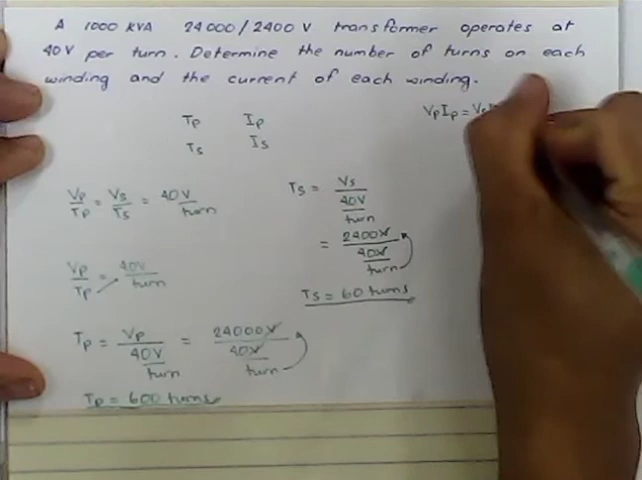 A 1000 KVA 24000/2400 V transformer operates at
40V per turn. Determine the number of turns on each
winding and the current of each winding.
Tp Ip
Ts Is
VpIp = Vs
Vp/Tp = Vs/Ts = 40V/turn
Ts = Vs/40V/turn
= 2400V/40V/turn
Ts = 60 turns
Vp/Tp = 40V/turn
Tp = Vp/40V/turn = 24000V/40V/turn
Tp = 600 turns